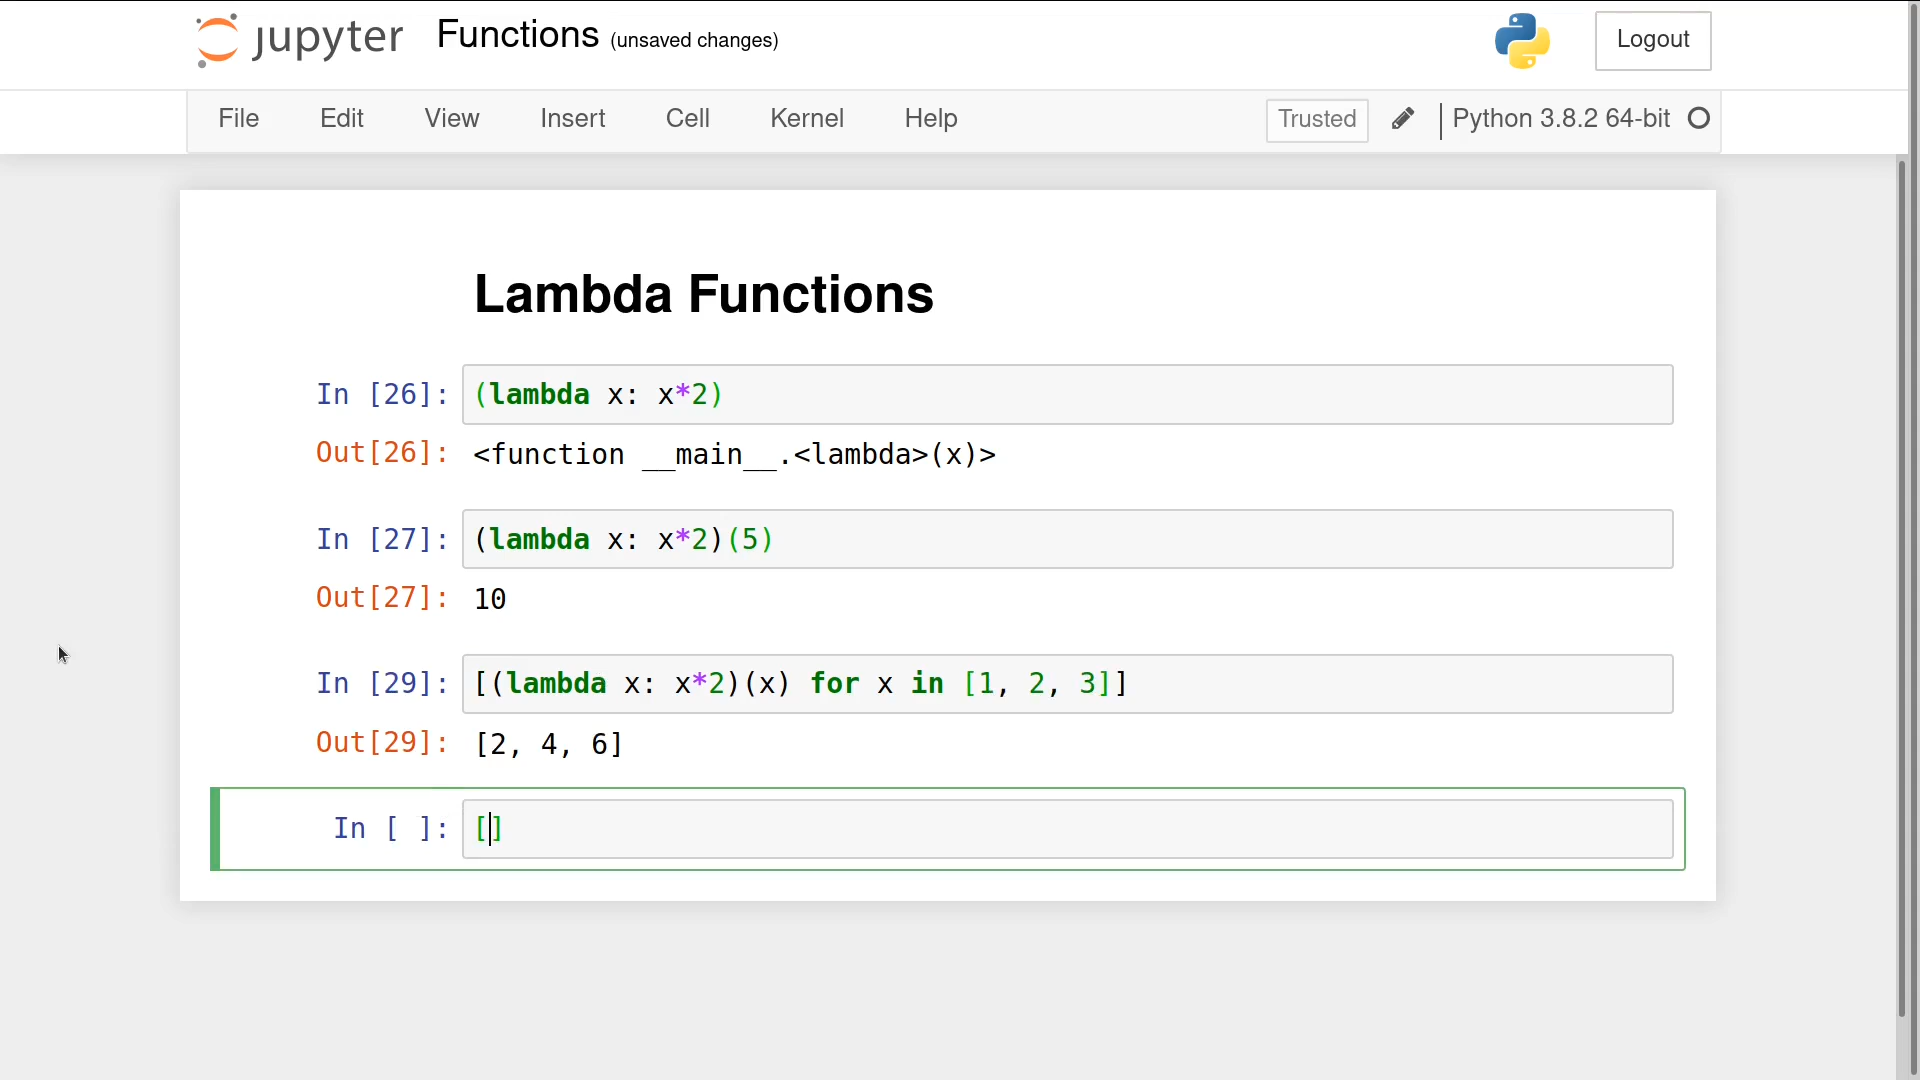 jupyter Functions (unsaved changes) Logout
File Edit View Insert Cell Kernel Help Trusted Python 3.8.2 64-bit
Lambda Functions
In [26]: (lambda x: x*2)
Out[26]: <function __main__.<lambda>(x)>
In [27]: (lambda x: x*2)(5)
Out[27]: 10
In [29]: [(lambda x: x*2)(x) for x in [1, 2, 3]]
Out[29]: [2, 4, 6]
In [ ]: []